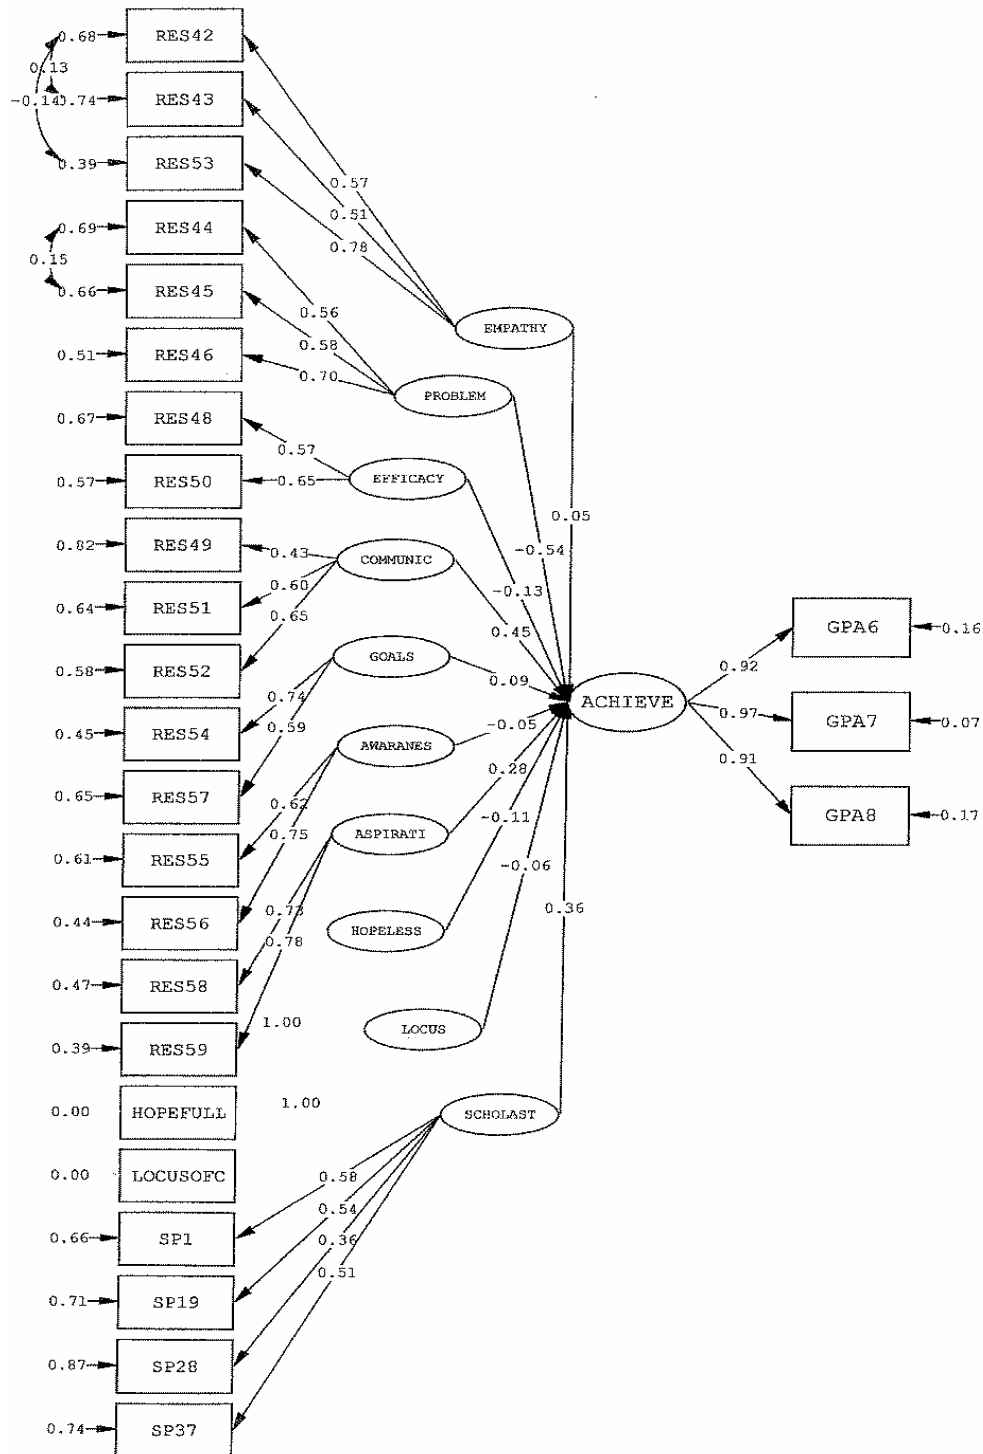 0.68 RES42
0.13
-0.14 0.74 RES43
0.39 RES53
0.57
0.51
0.69 RES44
0.78
0.15
0.66 RES45
0.56
EMPATHY
0.58
0.51 RES46
0.70
PROBLEM
0.67 RES48
0.57
0.57 RES50 0.65 EFFICACY
0.05
0.82 RES49 0.43 COMMUNIC -0.54
0.60 -0.13
0.64 RES51
0.65 0.45
GPA6 0.16
0.58 RES52 GOALS 0.92
0.09
0.74 ACHIEVE
0.45 RES54 0.59 -0.05 0.97 GPA7 0.07
AWARANES
0.91
0.28
0.65 RES57 0.62
-0.11 GPA8 0.17
0.75 ASPIRATI
0.61 RES55
-0.06
0.73 0.36
0.44 RES56 HOPELESS
0.78
0.47 RES58
1.00 LOCUS
0.39 RES59
0.00 HOPEFULL 1.00 SCHOLAST
0.00 LOCUSOFC 0.58
0.54
0.66 SP1 0.36
0.51
0.71 SP19
0.87 SP28
0.74 SP37